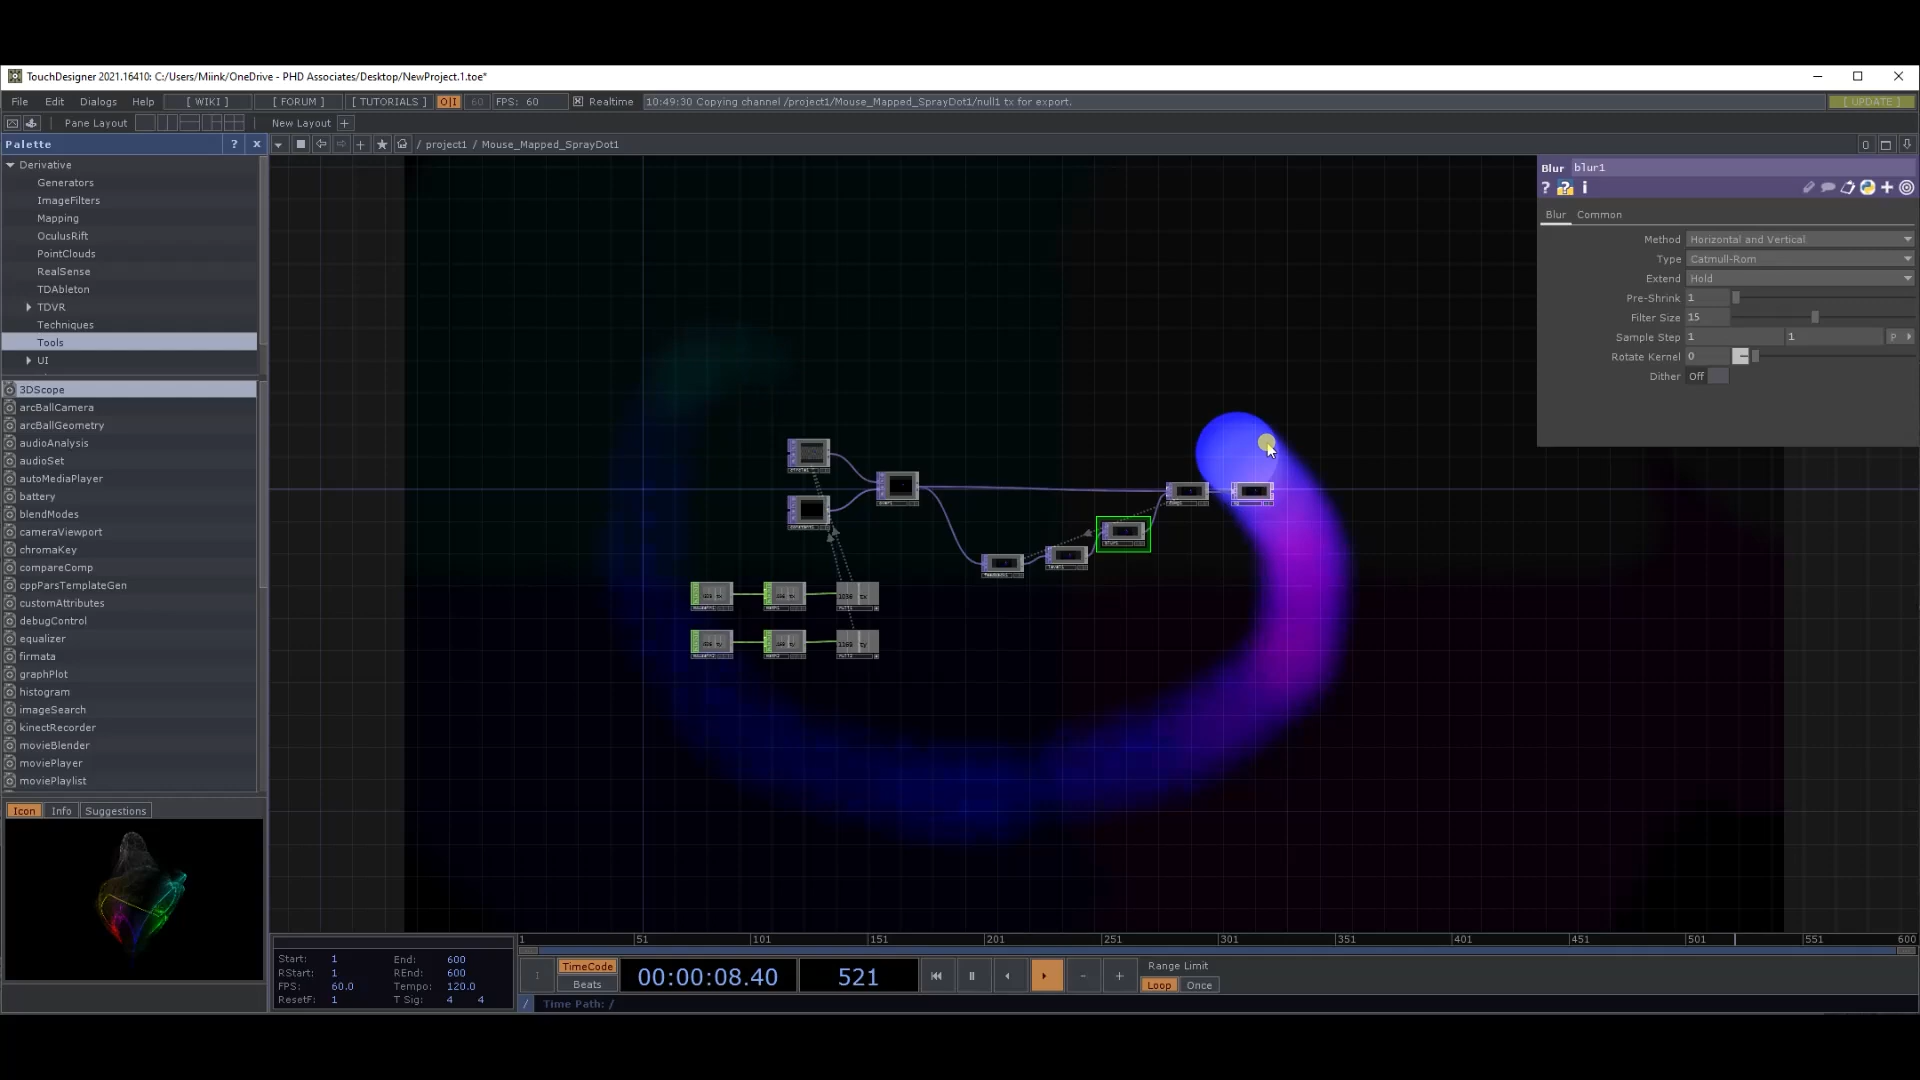 TouchDesigner 2021.16410: C:/Users/Miink/OneDrive - PHD Associates/Desktop/NewProject.1.toe*
File Edit Dialogs Help [ WIKI ] [ FORUM ] [ TUTORIALS ] O|I 60 FPS: 60 Realtime 10:49:30 Copying channel /project1/Mouse_Mapped_SprayDot1/null1 tx for export. [ UPDATE ]
Pane Layout New Layout +
Palette ? x / project1 / Mouse_Mapped_SprayDot1
Derivative
Generators
ImageFilters
Mapping
OculusRift
PointClouds
RealSense
TDAbleton
TDVR
Techniques
Tools
UI
3DScope
arcBallCamera
arcBallGeometry
audioAnalysis
audioSet
autoMediaPlayer
battery
blendModes
cameraViewport
chromaKey
compareComp
cppParsTemplateGen
customAttributes
debugControl
equalizer
firmata
graphPlot
histogram
imageSearch
kinectRecorder
movieBlender
moviePlayer
moviePlaylist
Icon Info Suggestions
Blur blur1
? ? i
Blur Common
Method Horizontal and Vertical
Type Catmull-Rom
Extend Hold
Pre-Shrink 1
Filter Size 15
Sample Step 1 1 P
Rotate Kernel 0
Dither Off
1 51 101 151 201 251 301 351 401 451 501 551 600
Start: 1 End: 600
RStart: 1 REnd: 600
FPS: 60.0 Tempo: 120.0
ResetF: 1 T Sig: 4 4
TimeCode
Beats
00:00:08.40 521
- +
Range Limit
Loop Once
/ Time Path: /